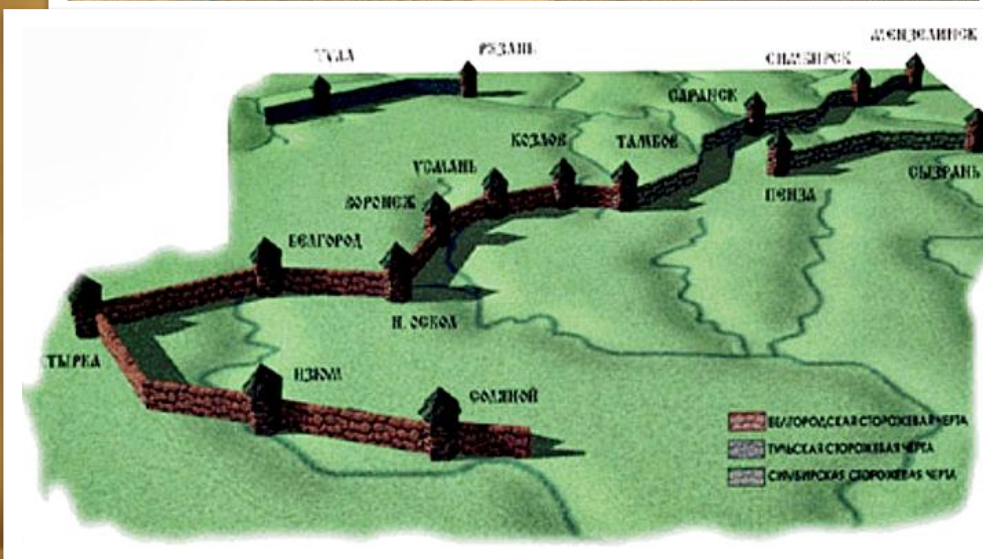 МЕНЗЕЛИНСК
ТУЛА
РЯЗАНЬ
СИМБИРСК
САРАНСК
КОЗЛОВ
ТАМБОВ
УСМАНЬ
ПЕНЗА
СЫЗРАНЬ
ВОРОНЕЖ
БЕЛГОРОД
Н. ОСКОЛ
ТЫРКА
ИЗЮМ
СОЛЯНОЙ
БЕЛГОРОДСКАЯ СТОРОЖЕВАЯ ЧЕРТА
ТУЛЬСКАЯ СТОРОЖЕВАЯ ЧЕРТА
СИМБИРСКАЯ СТОРОЖЕВАЯ ЧЕРТА